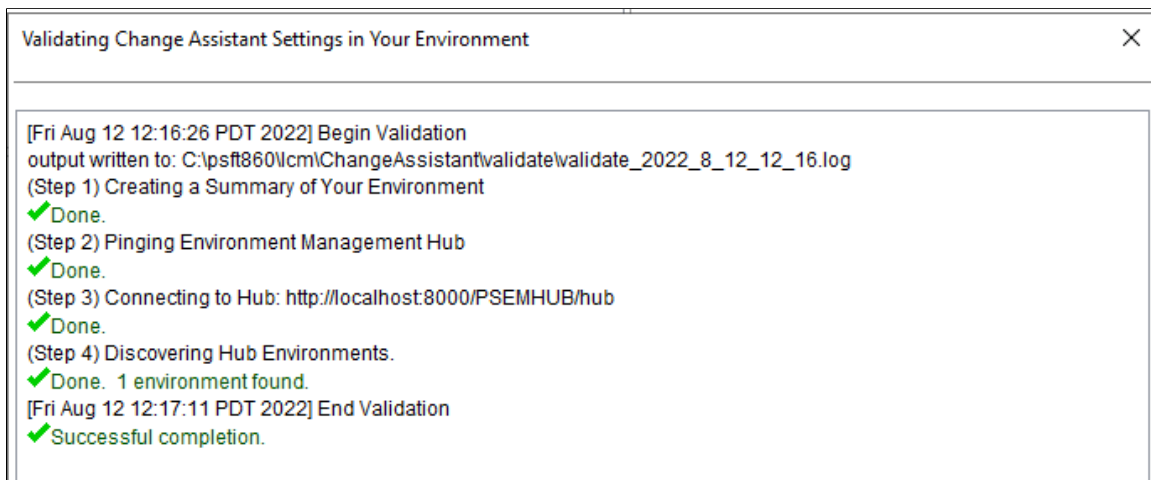 Validating Change Assistant Settings in Your Environment
[Fri Aug 12 12:16:26 PDT 2022] Begin Validation
output written to: C:\psft860\lcm\ChangeAssistant\validate\validate_2022_8_12_12_16.log
(Step 1) Creating a Summary of Your Environment
Done.
(Step 2) Pinging Environment Management Hub
Done.
(Step 3) Connecting to Hub: http://localhost:8000/PSEMHUB/hub
Done.
(Step 4) Discovering Hub Environments.
Done.  1 environment found.
[Fri Aug 12 12:17:11 PDT 2022] End Validation
Successful completion.